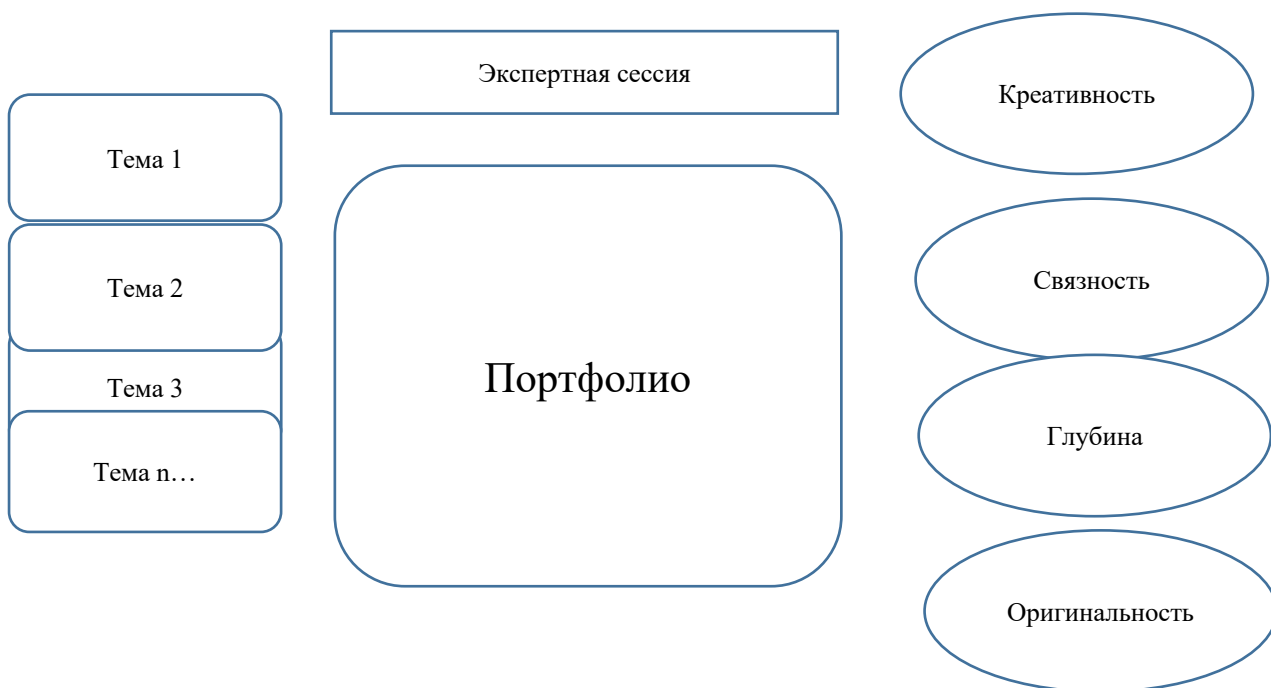 Экспертная сессия
Тема 1
Тема 2
Тема 3
Тема n…
Портфолио
Креативность
Связность
Глубина
Оригинальность